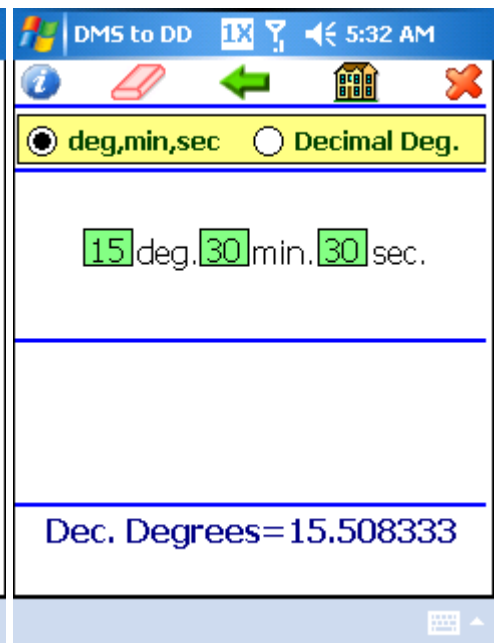 DMS to DD 1X 5:32 AM
deg,min,sec Decimal Deg.
15 deg. 30 min. 30 sec.
Dec. Degrees=15.508333